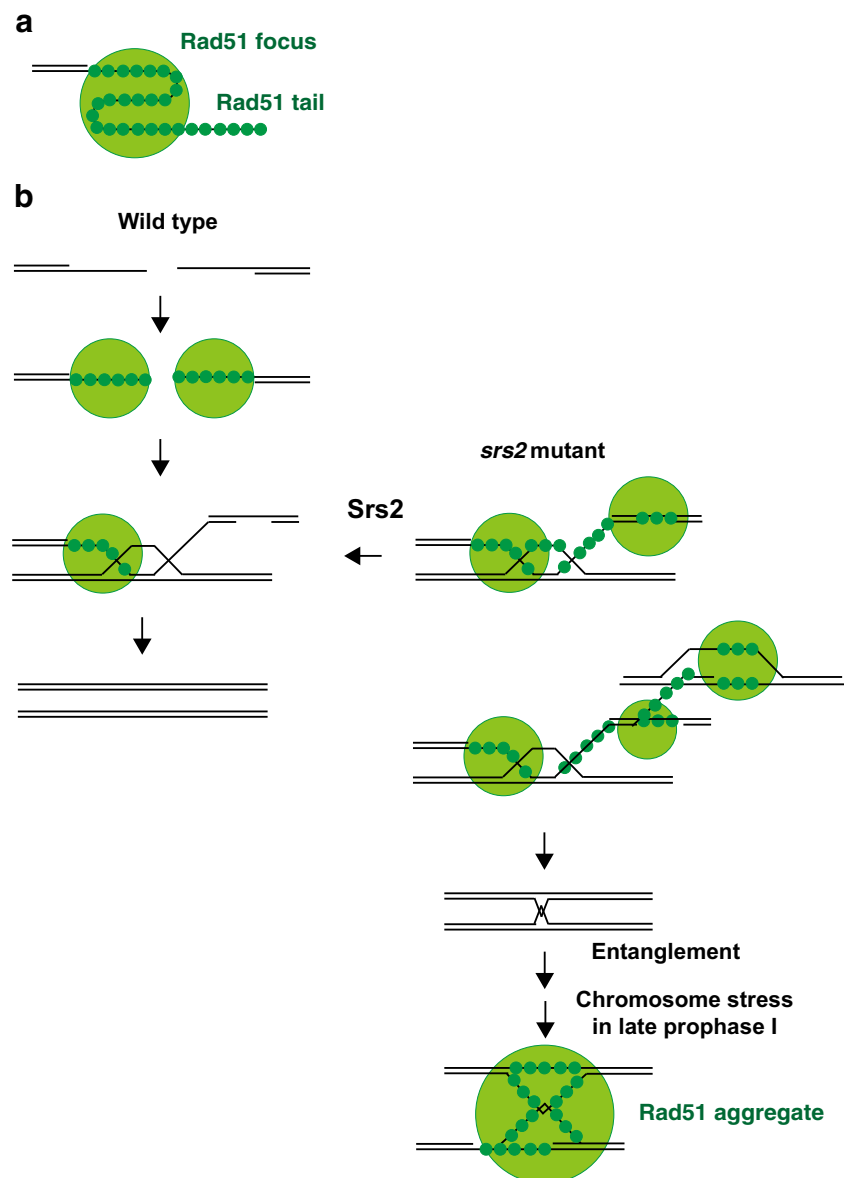 a
Rad51 focus
Rad51 tail
b
Wild type
srs2 mutant
Srs2
Entanglement
Chromosome stress
in late prophase I
Rad51 aggregate